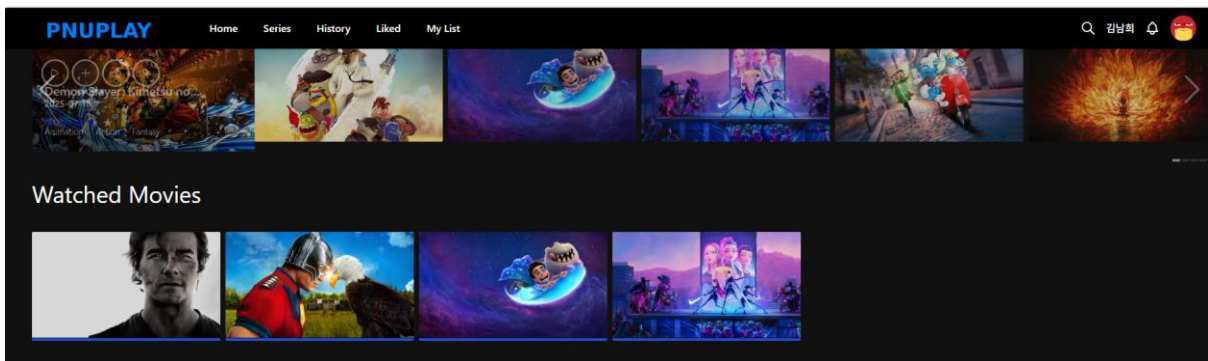 PNUPLAY Home Series History Liked My List 김남희
Demon Slayer: Kimetsu no...
2025-07-18
Animation Action Fantasy
Watched Movies